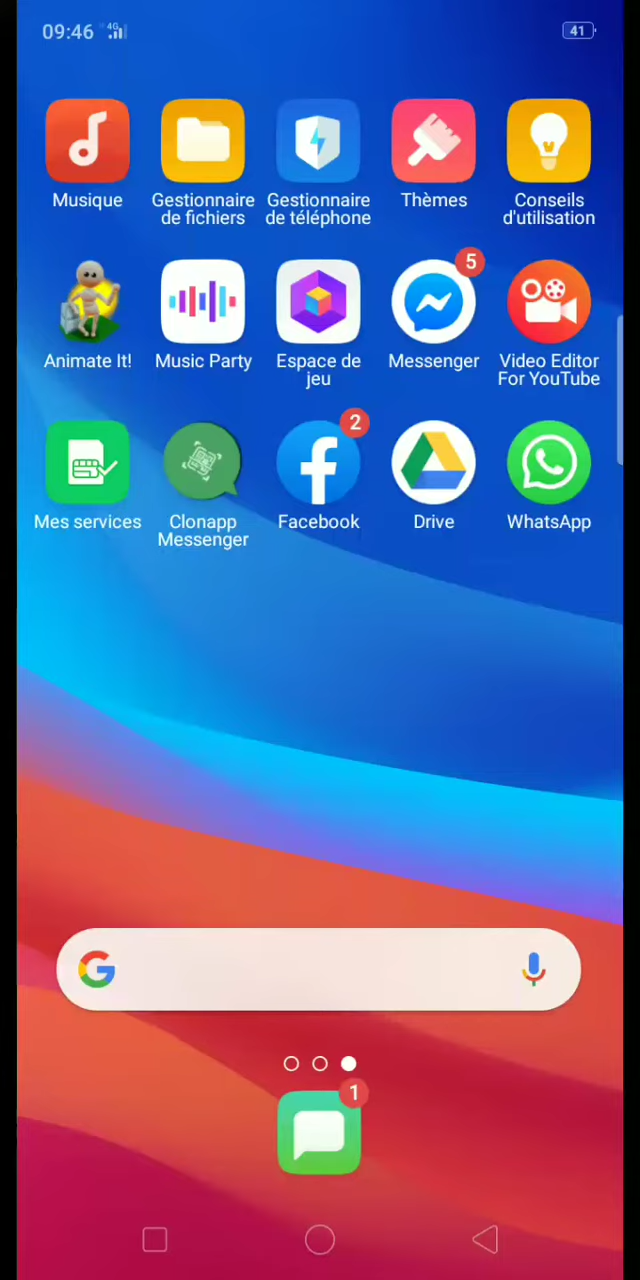 09:46 4G 41
Musique
Gestionnaire
de fichiers
Gestionnaire
de téléphone
Thèmes
Conseils
d'utilisation
Animate It!
Music Party
Espace de
jeu
5
Messenger
Video Editor
For YouTube
Mes services
Clonapp
Messenger
2
Facebook
Drive
WhatsApp
1